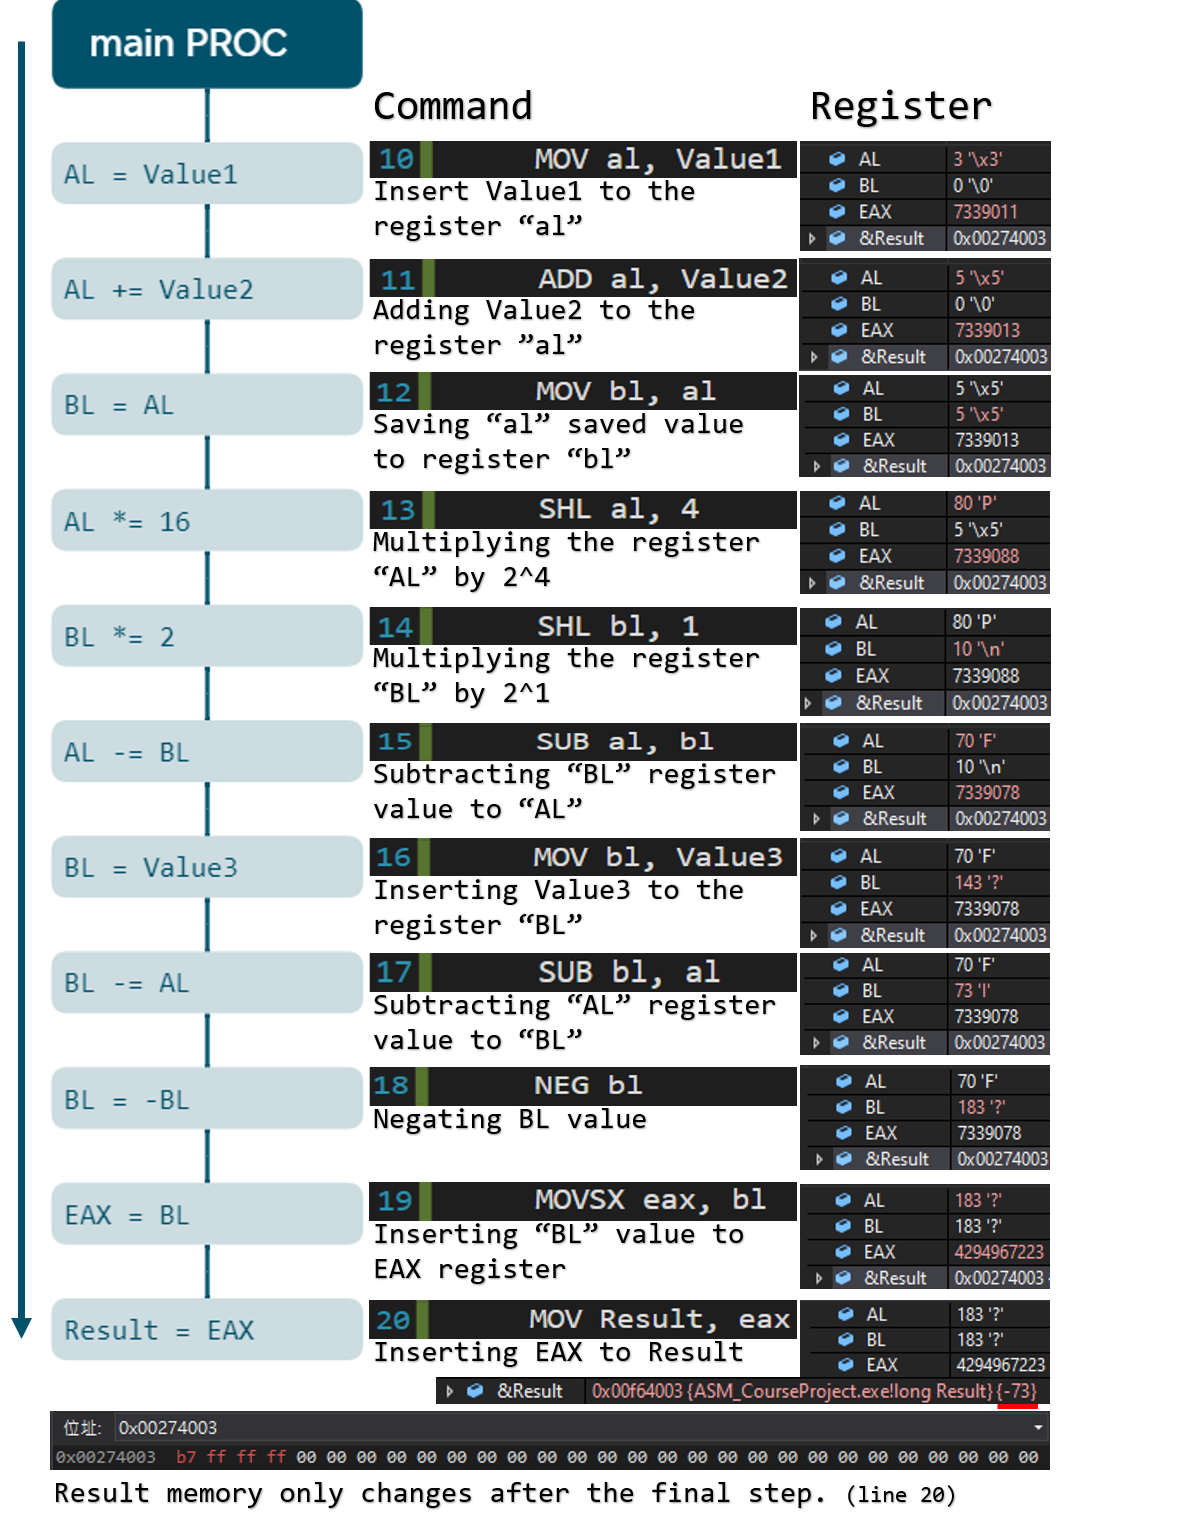 main PROC
Command
Register
AL = Value1
10 MOV al, Value1
Insert Value1 to the
register “al”
AL 3 '\x3'
BL 0 '\0'
EAX 7339011
&Result 0x00274003
AL += Value2
11 ADD al, Value2
Adding Value2 to the
register ”al”
AL 5 '\x5'
BL 0 '\0'
EAX 7339013
&Result 0x00274003
BL = AL
12 MOV bl, al
Saving “al” saved value
to register “bl”
AL 5 '\x5'
BL 5 '\x5'
EAX 7339013
&Result 0x00274003
AL *= 16
13 SHL al, 4
Multiplying the register
“AL” by 2^4
AL 80 'P'
BL 5 '\x5'
EAX 7339088
&Result 0x00274003
BL *= 2
14 SHL bl, 1
Multiplying the register
“BL” by 2^1
AL 80 'P'
BL 10 '\n'
EAX 7339088
&Result 0x00274003
AL -= BL
15 SUB al, bl
Subtracting “BL” register
value to “AL”
AL 70 'F'
BL 10 '\n'
EAX 7339078
&Result 0x00274003
BL = Value3
16 MOV bl, Value3
Inserting Value3 to the
register “BL”
AL 70 'F'
BL 143 '?'
EAX 7339078
&Result 0x00274003
BL -= AL
17 SUB bl, al
Subtracting “AL” register
value to “BL”
AL 70 'F'
BL 73 'I'
EAX 7339078
&Result 0x00274003
BL = -BL
18 NEG bl
Negating BL value
AL 70 'F'
BL 183 '?'
EAX 7339078
&Result 0x00274003
EAX = BL
19 MOVSX eax, bl
Inserting “BL” value to
EAX register
AL 183 '?'
BL 183 '?'
EAX 4294967223
&Result 0x00274003
Result = EAX
20 MOV Result, eax
Inserting EAX to Result
AL 183 '?'
BL 183 '?'
EAX 4294967223
&Result 0x00f64003 {ASM_CourseProject.exe!long Result} {-73}
位址: 0x00274003
0x00274003 b7 ff ff ff 00 00 00 00 00 00 00 00 00 00 00 00 00 00 00 00 00 00 00 00 00 00 00 00 00
Result memory only changes after the final step. (line 20)